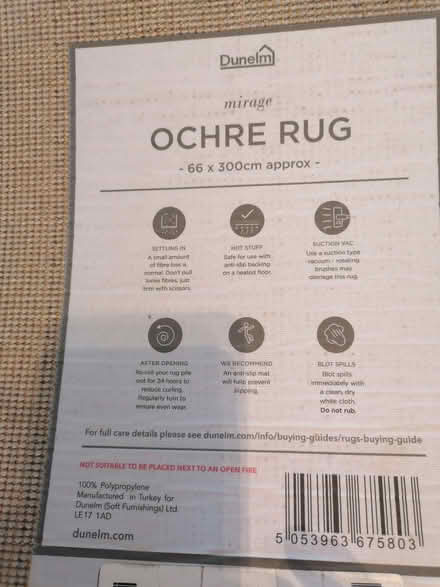 Dunelm
mirage
OCHRE RUG
- 66 x 300cm approx -
SETTLING IN
A small amount
of fibre loss is
normal. Don't pull
loose fibres, just
trim with scissors.
HOT STUFF
Safe for use with
anti-slip backing
on a heated floor.
SUCTION VAC
Use a suction type
vacuum - rotating
brushes may
damage this rug.
AFTER OPENING
Re-roll your rug pile
out for 24 hours to
reduce curling.
Regularly turn to
ensure even wear.
WE RECOMMEND
An anti-slip mat
will help prevent
slipping.
BLOT SPILLS
Blot spills
immediately with
a clean, dry
white cloth.
Do not rub.
For full care details please see dunelm.com/info/buying-guides/rugs-buying-guide
NOT SUITABLE TO BE PLACED NEXT TO AN OPEN FIRE
100% Polypropylene
Manufactured in Turkey for
Dunelm (Soft Furnishings) Ltd.
LE17 1AD
dunelm.com
5 053963 675803